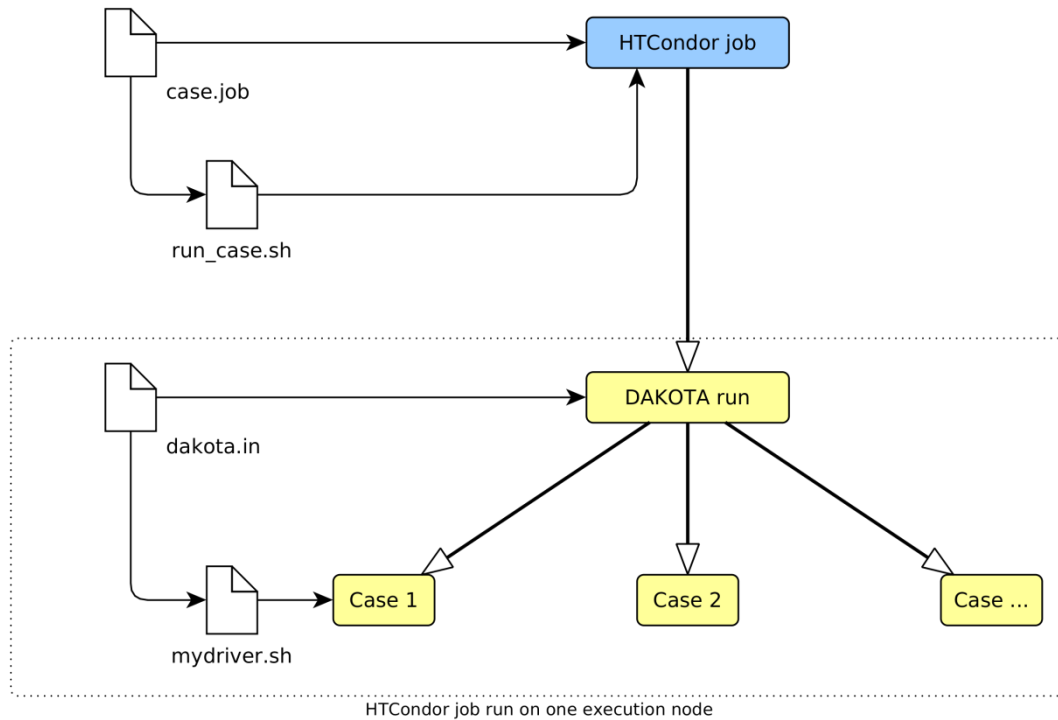 HTCondor job
case.job
run_case.sh
DAKOTA run
dakota.in
Case 1
Case 2
Case ...
mydriver.sh
HTCondor job run on one execution node